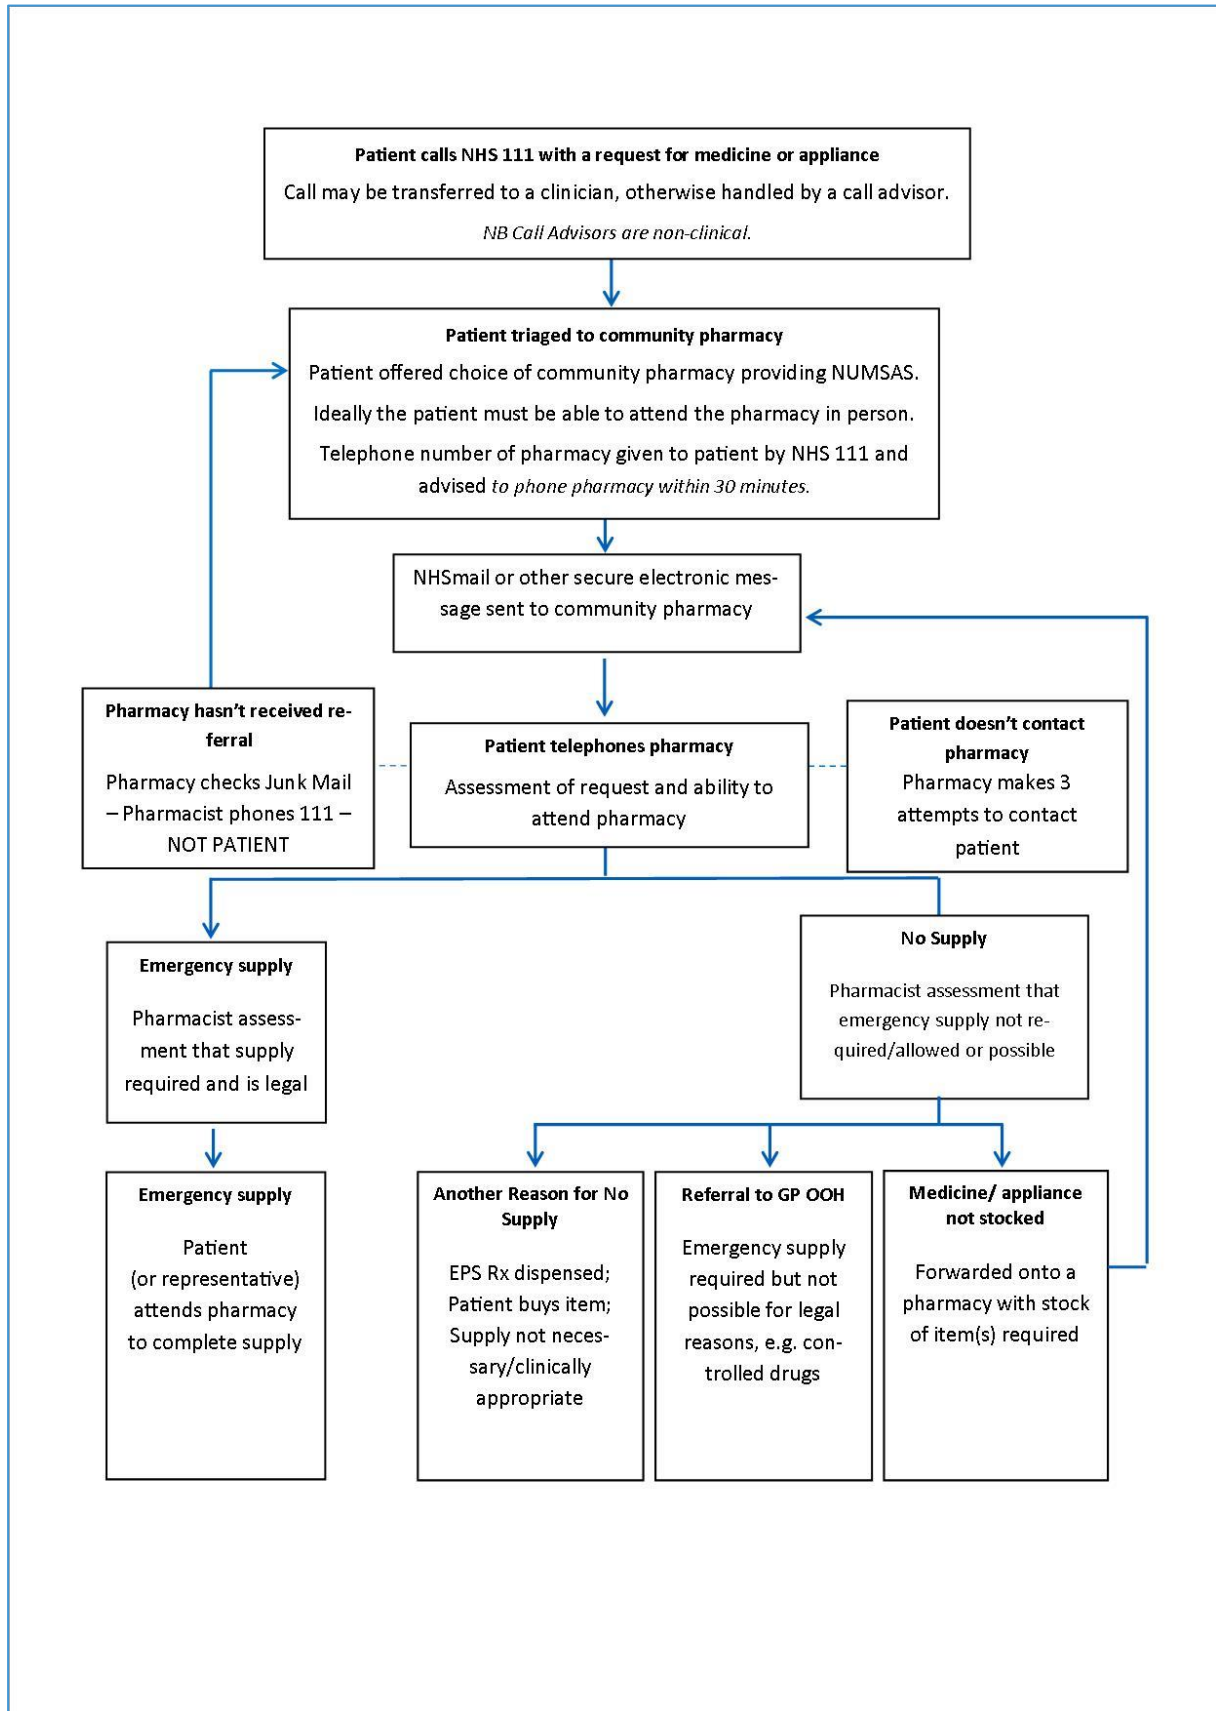 Patient calls NHS 111 with a request for medicine or appliance
Call may be transferred to a clinician, otherwise handled by a call advisor.
NB Call Advisors are non-clinical.
Patient triaged to community pharmacy
Patient offered choice of community pharmacy providing NUMSAS.
Ideally the patient must be able to attend the pharmacy in person.
Telephone number of pharmacy given to patient by NHS 111 and
advised to phone pharmacy within 30 minutes.
NHSmail or other secure electronic mes-
sage sent to community pharmacy
Pharmacy hasn't received re-
ferral
Pharmacy checks Junk Mail
– Pharmacist phones 111 –
NOT PATIENT
Patient telephones pharmacy
Assessment of request and ability to
attend pharmacy
Patient doesn't contact
pharmacy
Pharmacy makes 3
attempts to contact
patient
Emergency supply
Pharmacist assess-
ment that supply
required and is legal
No Supply
Pharmacist assessment that
emergency supply not re-
quired/allowed or possible
Emergency supply
Patient
(or representative)
attends pharmacy
to complete supply
Another Reason for No
Supply
EPS Rx dispensed;
Patient buys item;
Supply not neces-
sary/clinically
appropriate
Referral to GP OOH
Emergency supply
required but not
possible for legal
reasons, e.g. con-
trolled drugs
Medicine/ appliance
not stocked
Forwarded onto a
pharmacy with stock
of item(s) required